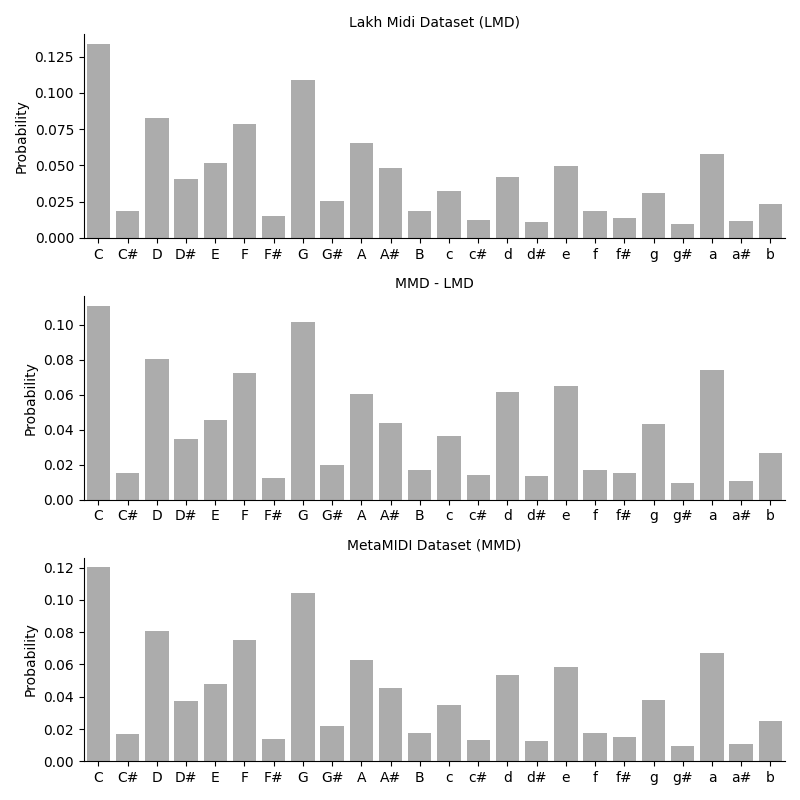 Lakh Midi Dataset (LMD)
Probability
0.125
0.100
0.075
0.050
0.025
0.000
C C# D D# E F F# G G# A A# B c c# d d# e f f# g g# a a# b
MMD - LMD
Probability
0.10
0.08
0.06
0.04
0.02
0.00
C C# D D# E F F# G G# A A# B c c# d d# e f f# g g# a a# b
MetaMIDI Dataset (MMD)
Probability
0.12
0.10
0.08
0.06
0.04
0.02
0.00
C C# D D# E F F# G G# A A# B c c# d d# e f f# g g# a a# b